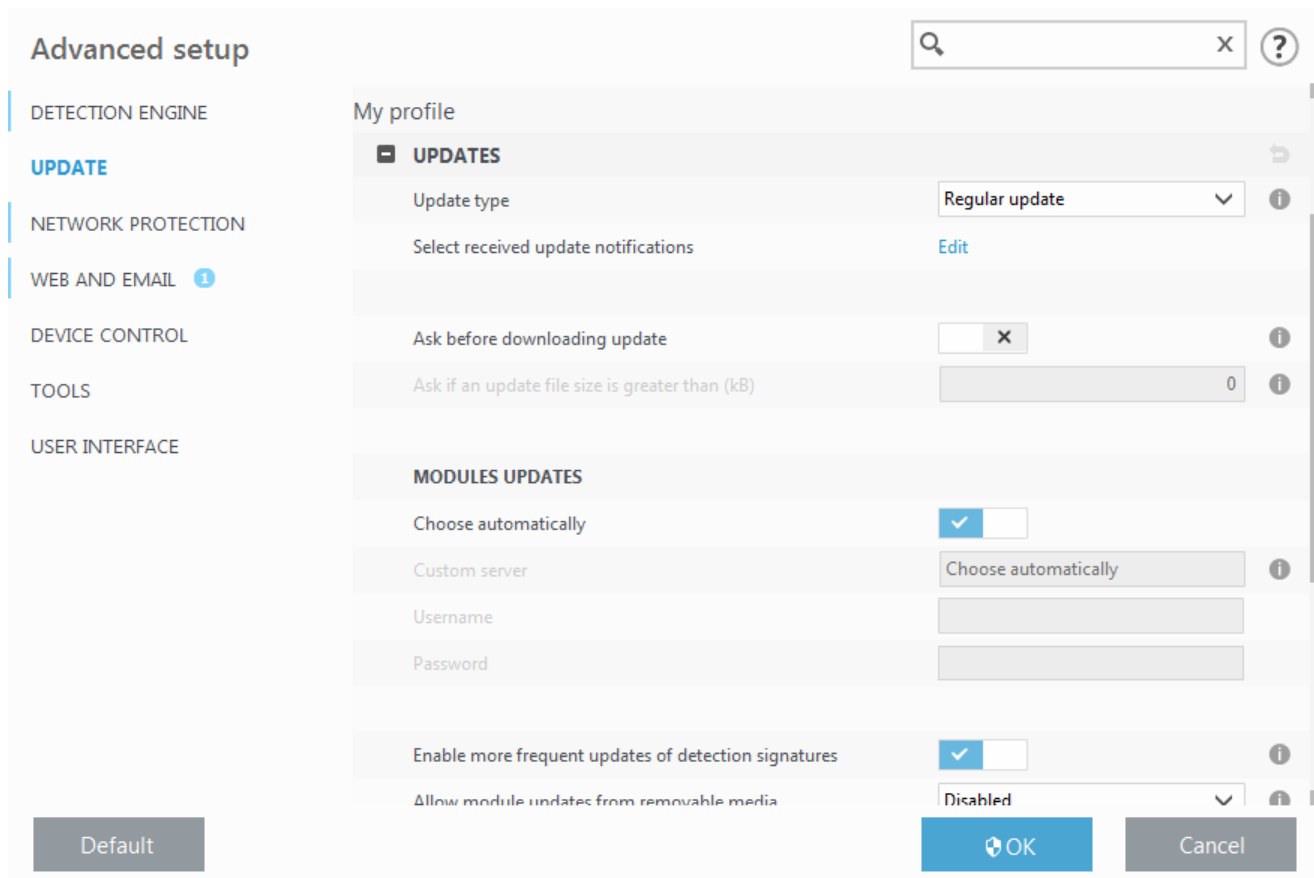 Advanced setup
X
?
DETECTION ENGINE
UPDATE
NETWORK PROTECTION
WEB AND EMAIL 1
DEVICE CONTROL
TOOLS
USER INTERFACE
My profile
UPDATES
Update type Regular update
Select received update notifications Edit
Ask before downloading update
Ask if an update file size is greater than (kB) 0
MODULES UPDATES
Choose automatically
Custom server Choose automatically
Username
Password
Enable more frequent updates of detection signatures
Allow module updates from removable media Disabled
Default OK Cancel